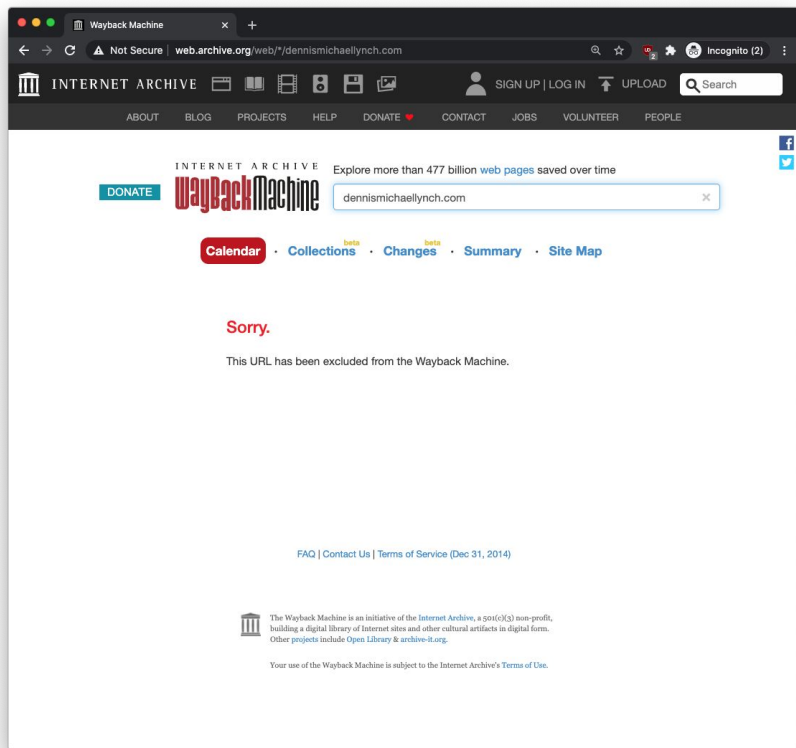 Wayback Machine
Not Secure | web.archive.org/web/*/dennismichaellynch.com
Incognito (2)
INTERNET ARCHIVE
SIGN UP | LOG IN
UPLOAD
Search
ABOUT BLOG PROJECTS HELP DONATE CONTACT JOBS VOLUNTEER PEOPLE
DONATE
INTERNET ARCHIVE
WayBackMachine
Explore more than 477 billion web pages saved over time
dennismichaellynch.com
Calendar · Collections beta · Changes beta · Summary · Site Map
Sorry.
This URL has been excluded from the Wayback Machine.
FAQ | Contact Us | Terms of Service (Dec 31, 2014)
The Wayback Machine is an initiative of the Internet Archive, a 501(c)(3) non-profit,
building a digital library of Internet sites and other cultural artifacts in digital form.
Other projects include Open Library & archive-it.org.
Your use of the Wayback Machine is subject to the Internet Archive's Terms of Use.